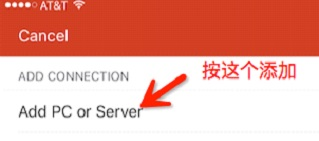 AT&T
Cancel
ADD CONNECTION
按这个添加
Add PC or Server